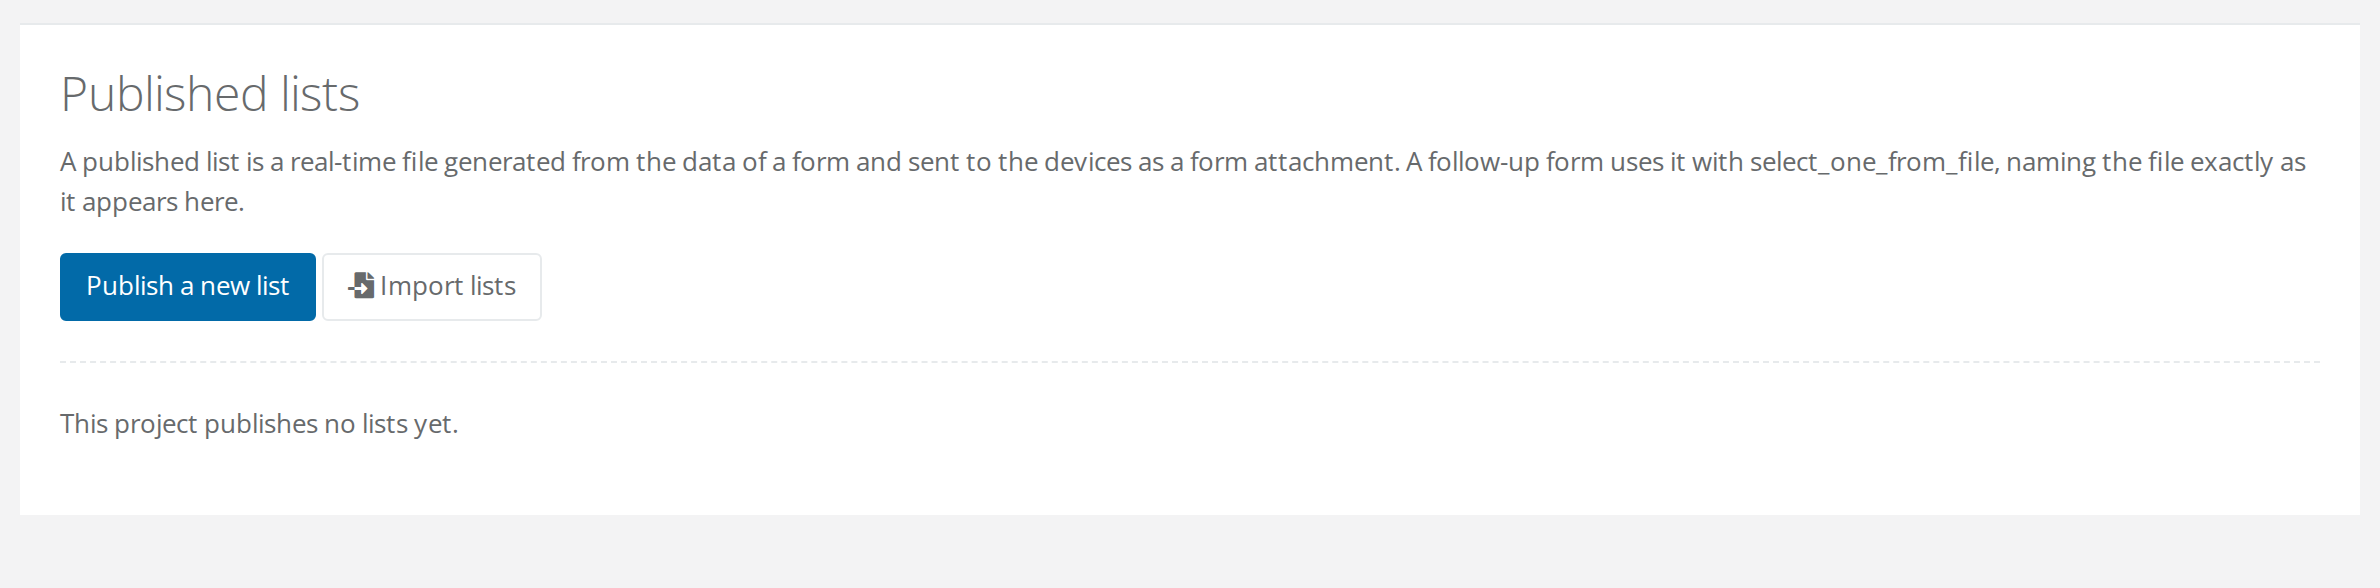 Published lists
A published list is a real-time file generated from the data of a form and sent to the devices as a form attachment. A follow-up form uses it with select_one_from_file, naming the file exactly as
it appears here.
Publish a new list
Import lists
This project publishes no lists yet.